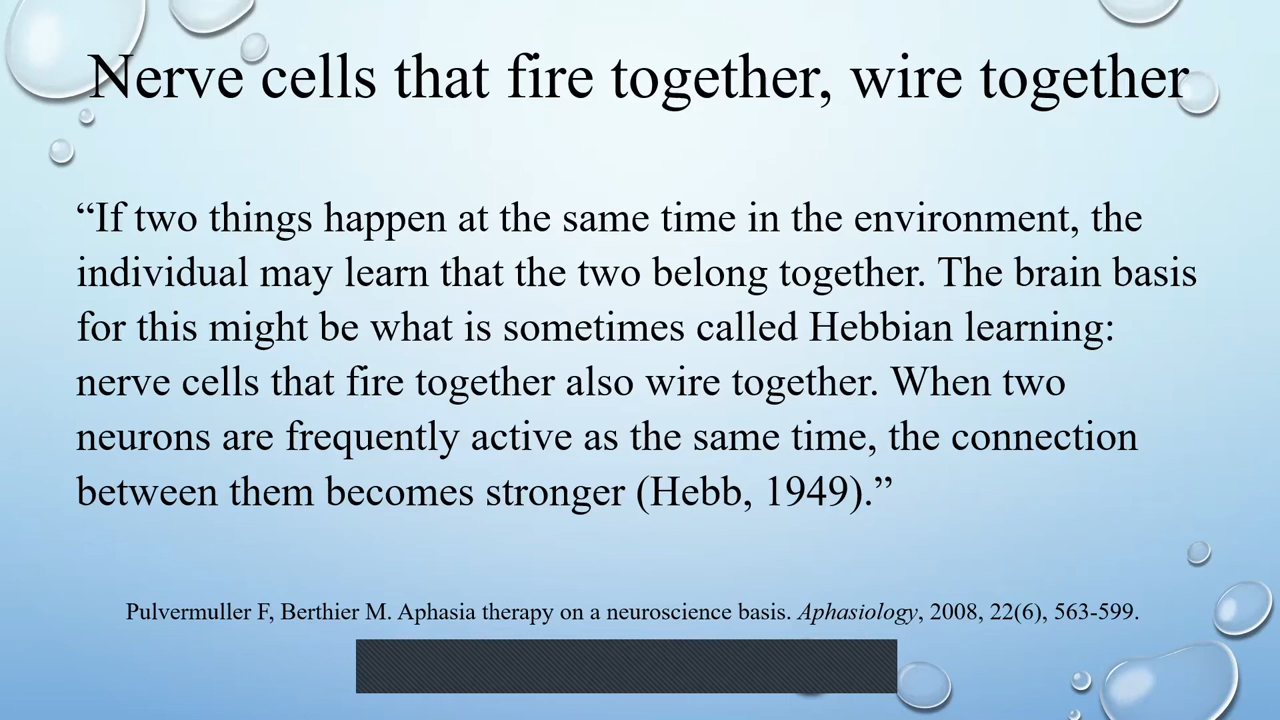 Nerve cells that fire together, wire together
“If two things happen at the same time in the environment, the
individual may learn that the two belong together. The brain basis
for this might be what is sometimes called Hebbian learning:
nerve cells that fire together also wire together. When two
neurons are frequently active as the same time, the connection
between them becomes stronger (Hebb, 1949).”
Pulvermuller F, Berthier M. Aphasia therapy on a neuroscience basis. Aphasiology, 2008, 22(6), 563-599.